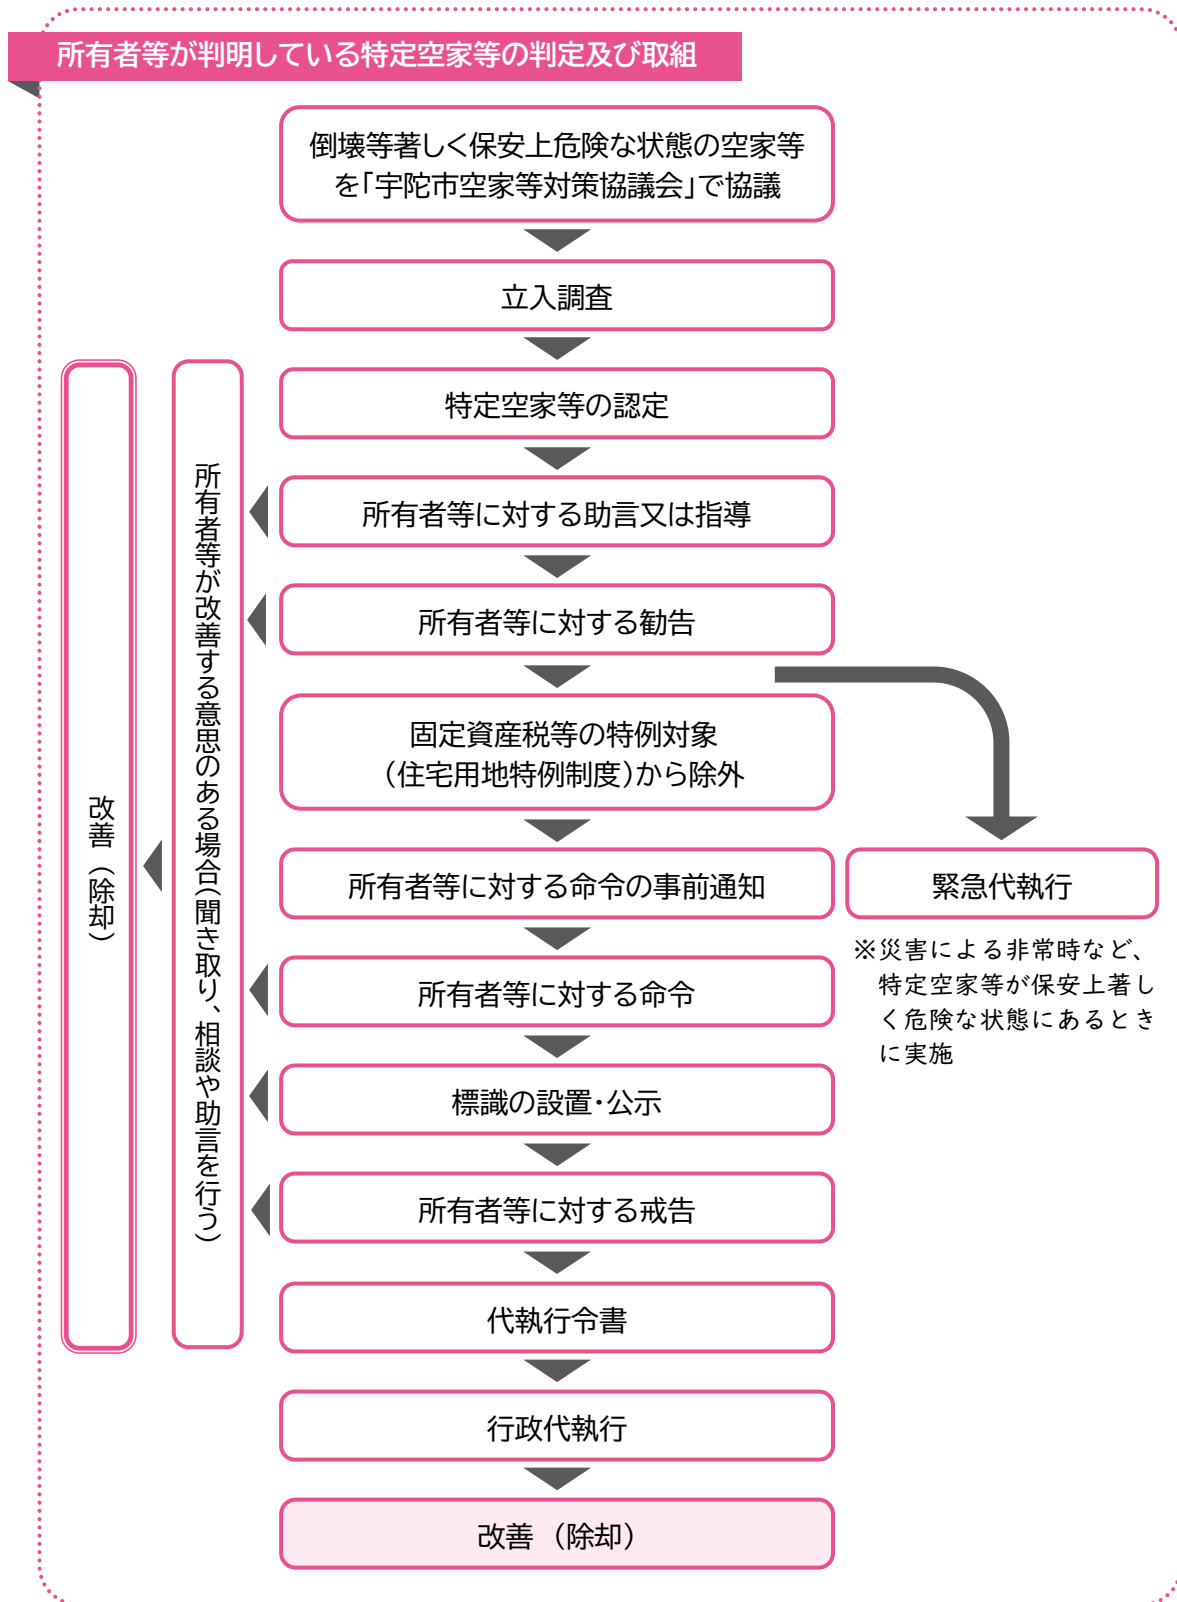 所有者等が判明している特定空家等の判定及び取組
倒壊等著しく保安上危険な状態の空家等
を「宇陀市空家等対策協議会」で協議
立入調査
特定空家等の認定
所有者等に対する助言又は指導
所有者等に対する勧告
固定資産税等の特例対象
（住宅用地特例制度）から除外
所有者等に対する命令の事前通知
所有者等に対する命令
標識の設置・公示
所有者等に対する戒告
代執行令書
行政代執行
改善（除却）
緊急代執行
※災害による非常時など、
特定空家等が保安上著し
く危険な状態にあるとき
に実施
所有者等が改善する意思のある場合（聞き取り、相談や助言を行う）
改善（除却）